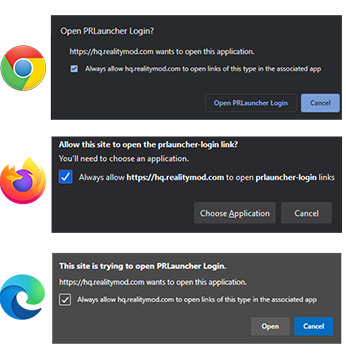 Open PRLauncher Login?
https://hq.realitymod.com wants to open this application.
Always allow hq.realitymod.com to open links of this type in the associated app
Open PRLauncher Login
Cancel
Allow this site to open the prlauncher-login link?
You'll need to choose an application.
Always allow https://hq.realitymod.com to open prlauncher-login links
Choose Application
Cancel
This site is trying to open PRLauncher Login.
https://hq.realitymod.com wants to open this application.
Always allow hq.realitymod.com to open links of this type in the associated app
Open
Cancel